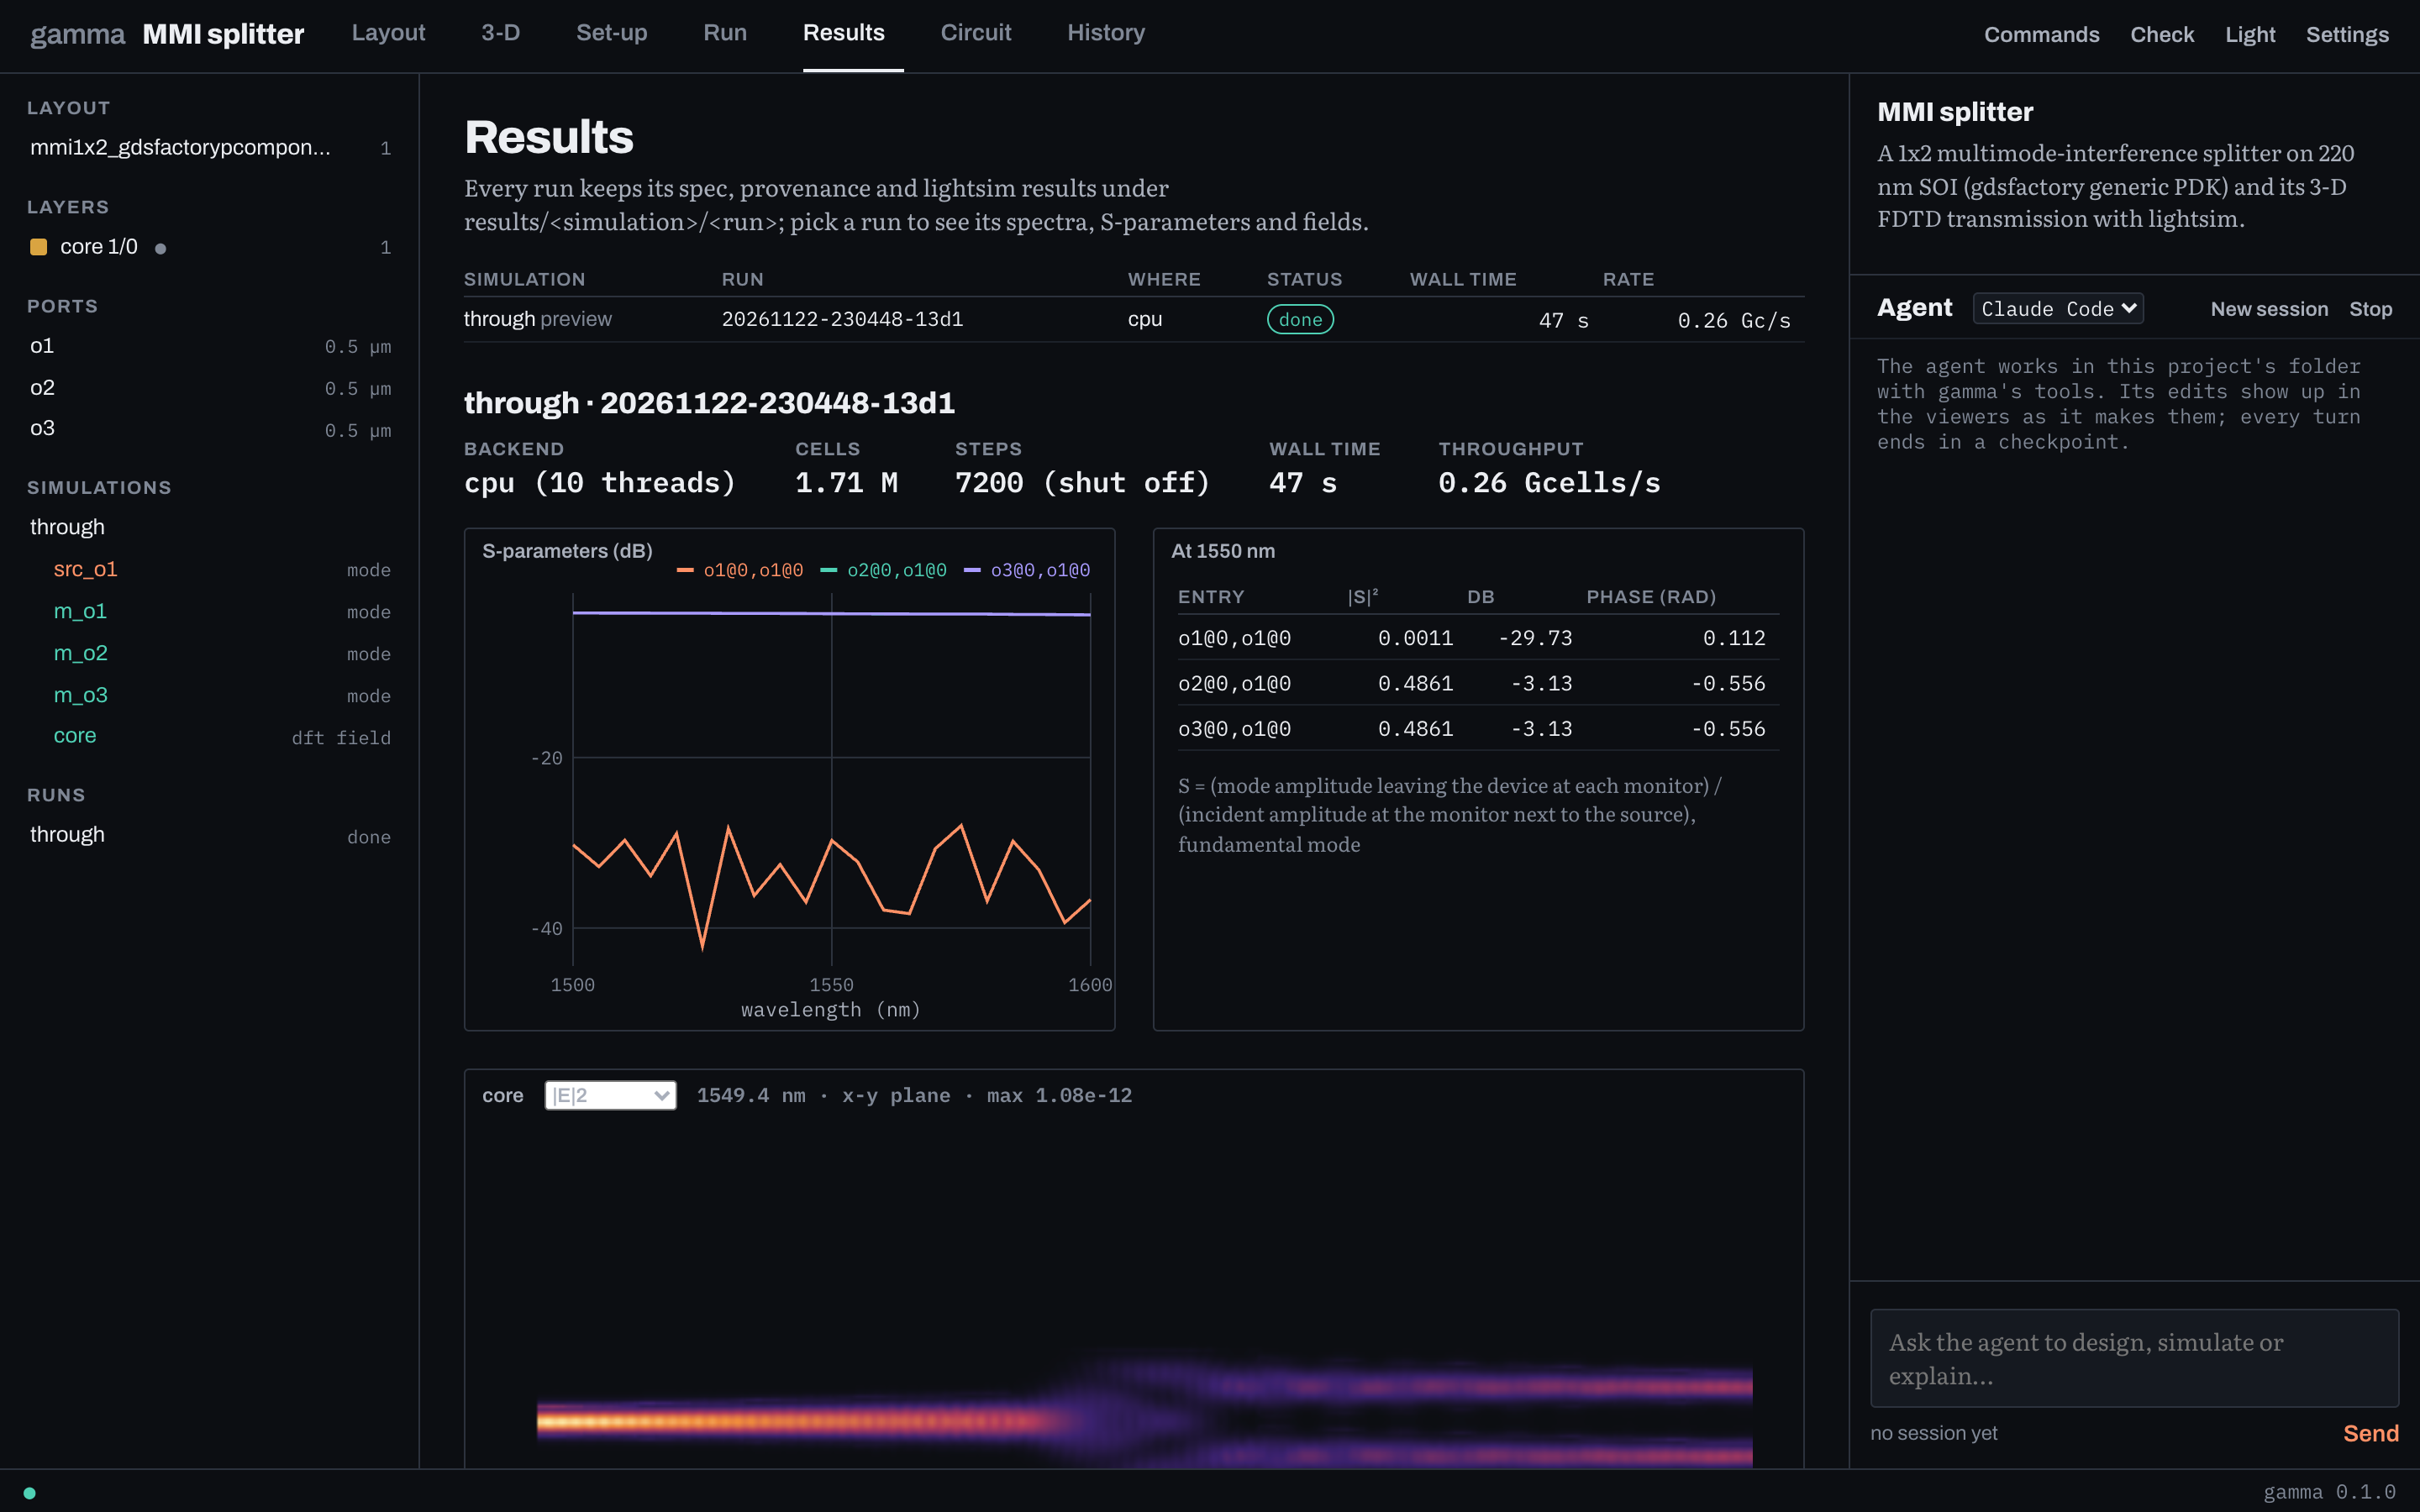 gamma MMI splitter Layout 3-D Set-up Run Results Circuit History Commands Check Light Settings
LAYOUT
mmi1x2_gdsfactorypcompon... 1
LAYERS
core 1/0 1
PORTS
o1 0.5 µm
o2 0.5 µm
o3 0.5 µm
SIMULATIONS
through
src_o1 mode
m_o1 mode
m_o2 mode
m_o3 mode
core dft field
RUNS
through done
Results
Every run keeps its spec, provenance and lightsim results under
results/<simulation>/<run>; pick a run to see its spectra, S-parameters and fields.
SIMULATION RUN WHERE STATUS WALL TIME RATE
through preview 20261122-230448-13d1 cpu done 47 s 0.26 Gc/s
through · 20261122-230448-13d1
BACKEND CELLS STEPS WALL TIME THROUGHPUT
cpu (10 threads) 1.71 M 7200 (shut off) 47 s 0.26 Gcells/s
S-parameters (dB)
o1@0,o1@0 o2@0,o1@0 o3@0,o1@0
-20
-40
1500 1550 1600
wavelength (nm)
At 1550 nm
ENTRY |S|² DB PHASE (RAD)
o1@0,o1@0 0.0011 -29.73 0.112
o2@0,o1@0 0.4861 -3.13 -0.556
o3@0,o1@0 0.4861 -3.13 -0.556
S = (mode amplitude leaving the device at each monitor) /
(incident amplitude at the monitor next to the source),
fundamental mode
core |E|2 1549.4 nm · x-y plane · max 1.08e-12
MMI splitter
A 1x2 multimode-interference splitter on 220
nm SOI (gdsfactory generic PDK) and its 3-D
FDTD transmission with lightsim.
Agent Claude Code New session Stop
The agent works in this project's folder
with gamma's tools. Its edits show up in
the viewers as it makes them; every turn
ends in a checkpoint.
Ask the agent to design, simulate or
explain...
no session yet Send
gamma 0.1.0